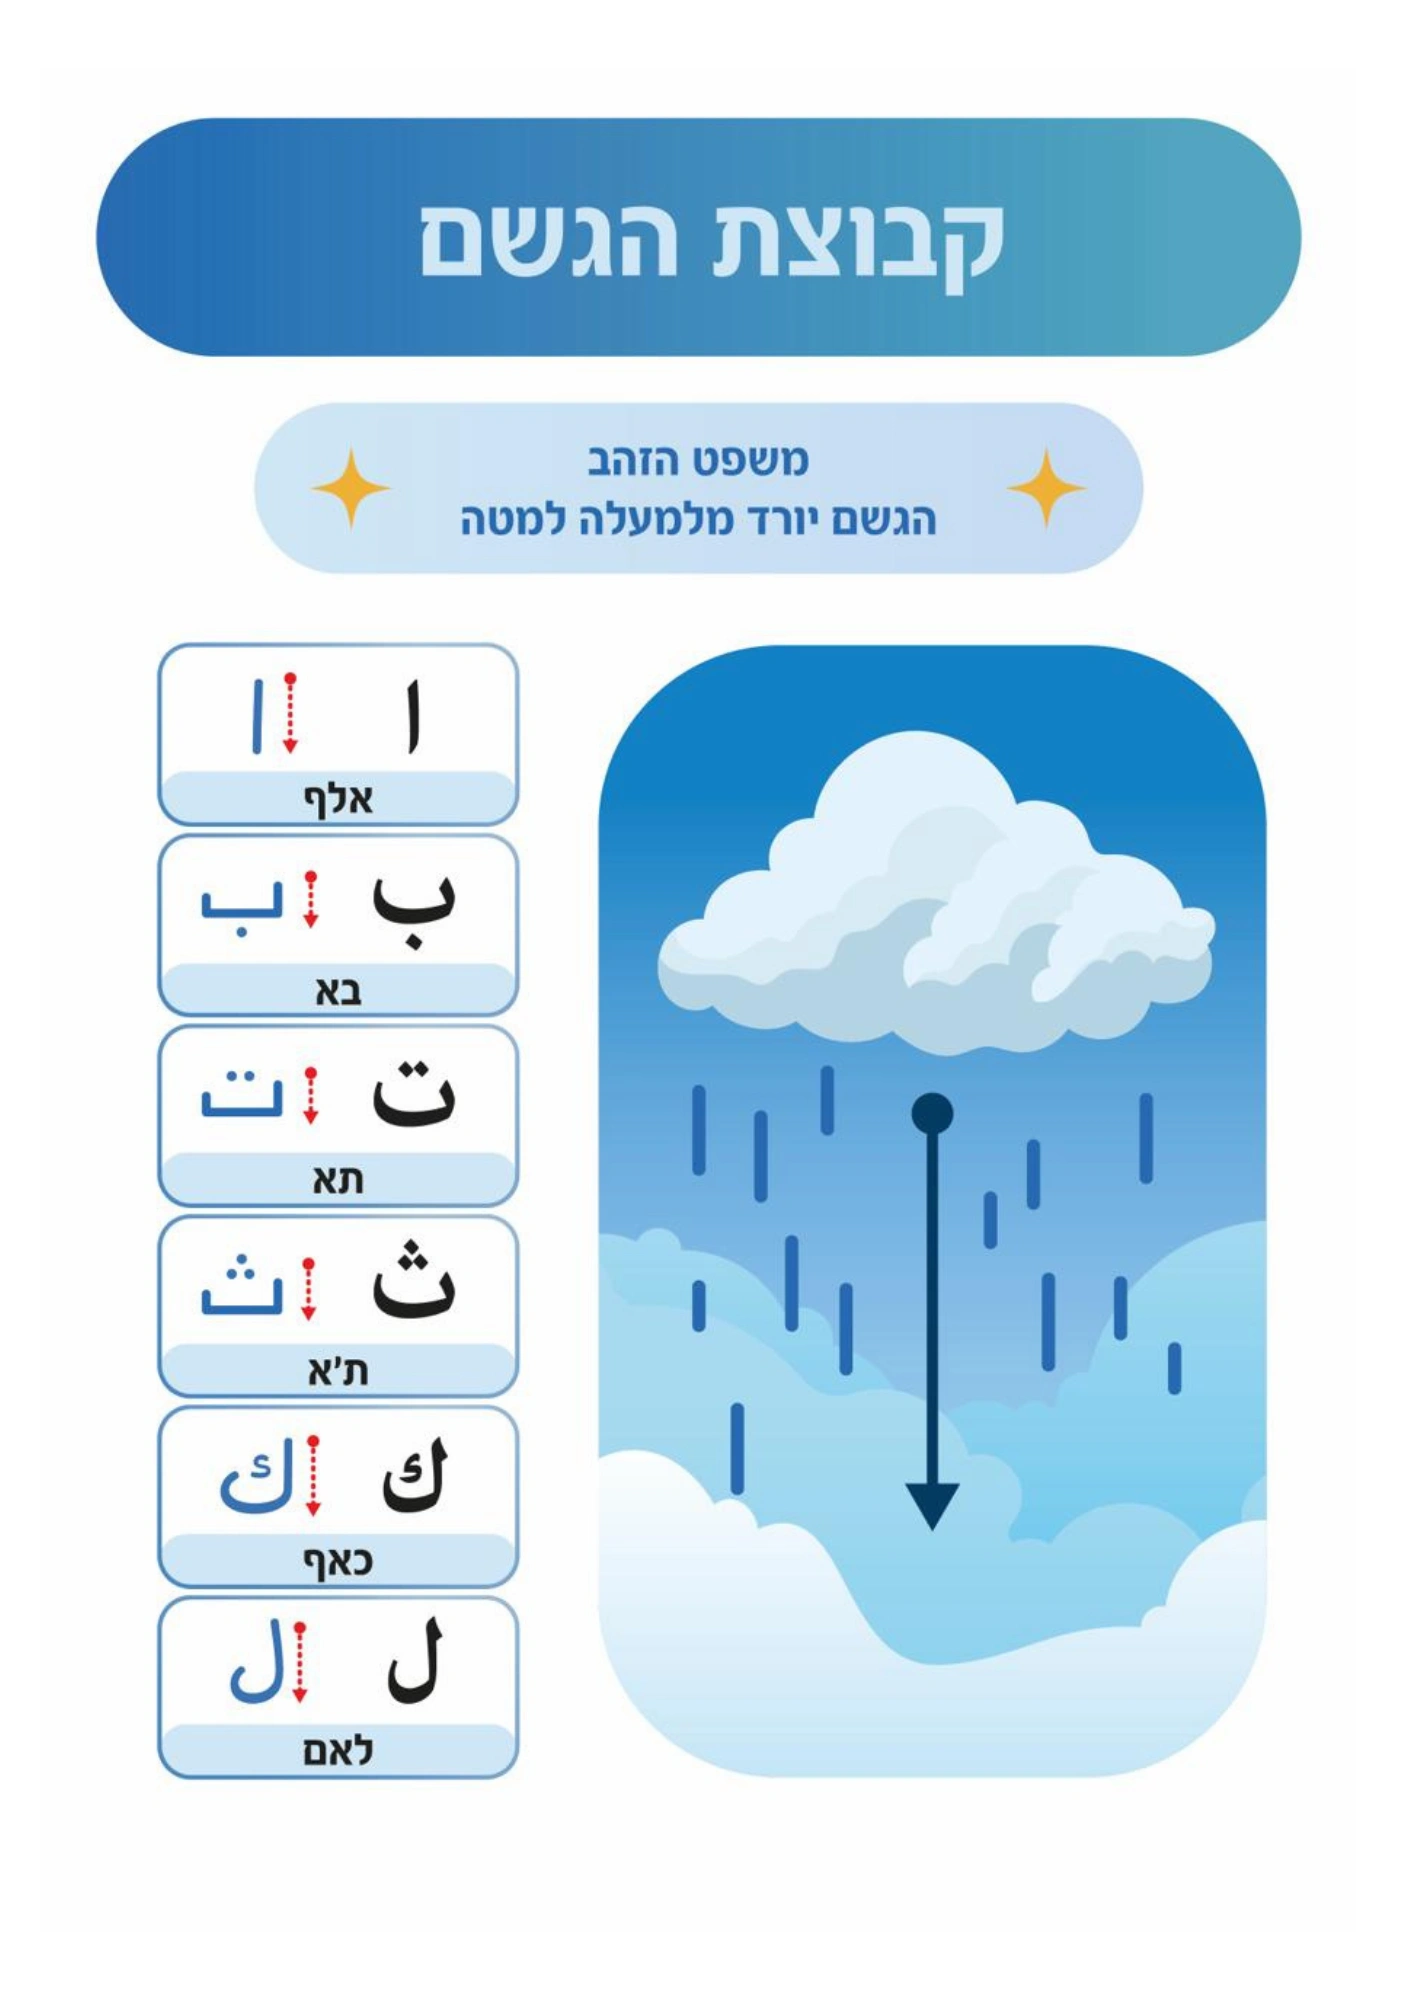 קבוצת הגשם
משפט הזהב
הגשם יורד מלמעלה למטה
ا ا
אלף
ب ب
בא
ت ت
תא
ث ث
ת'א
ك ك
כאף
ل ل
לאם